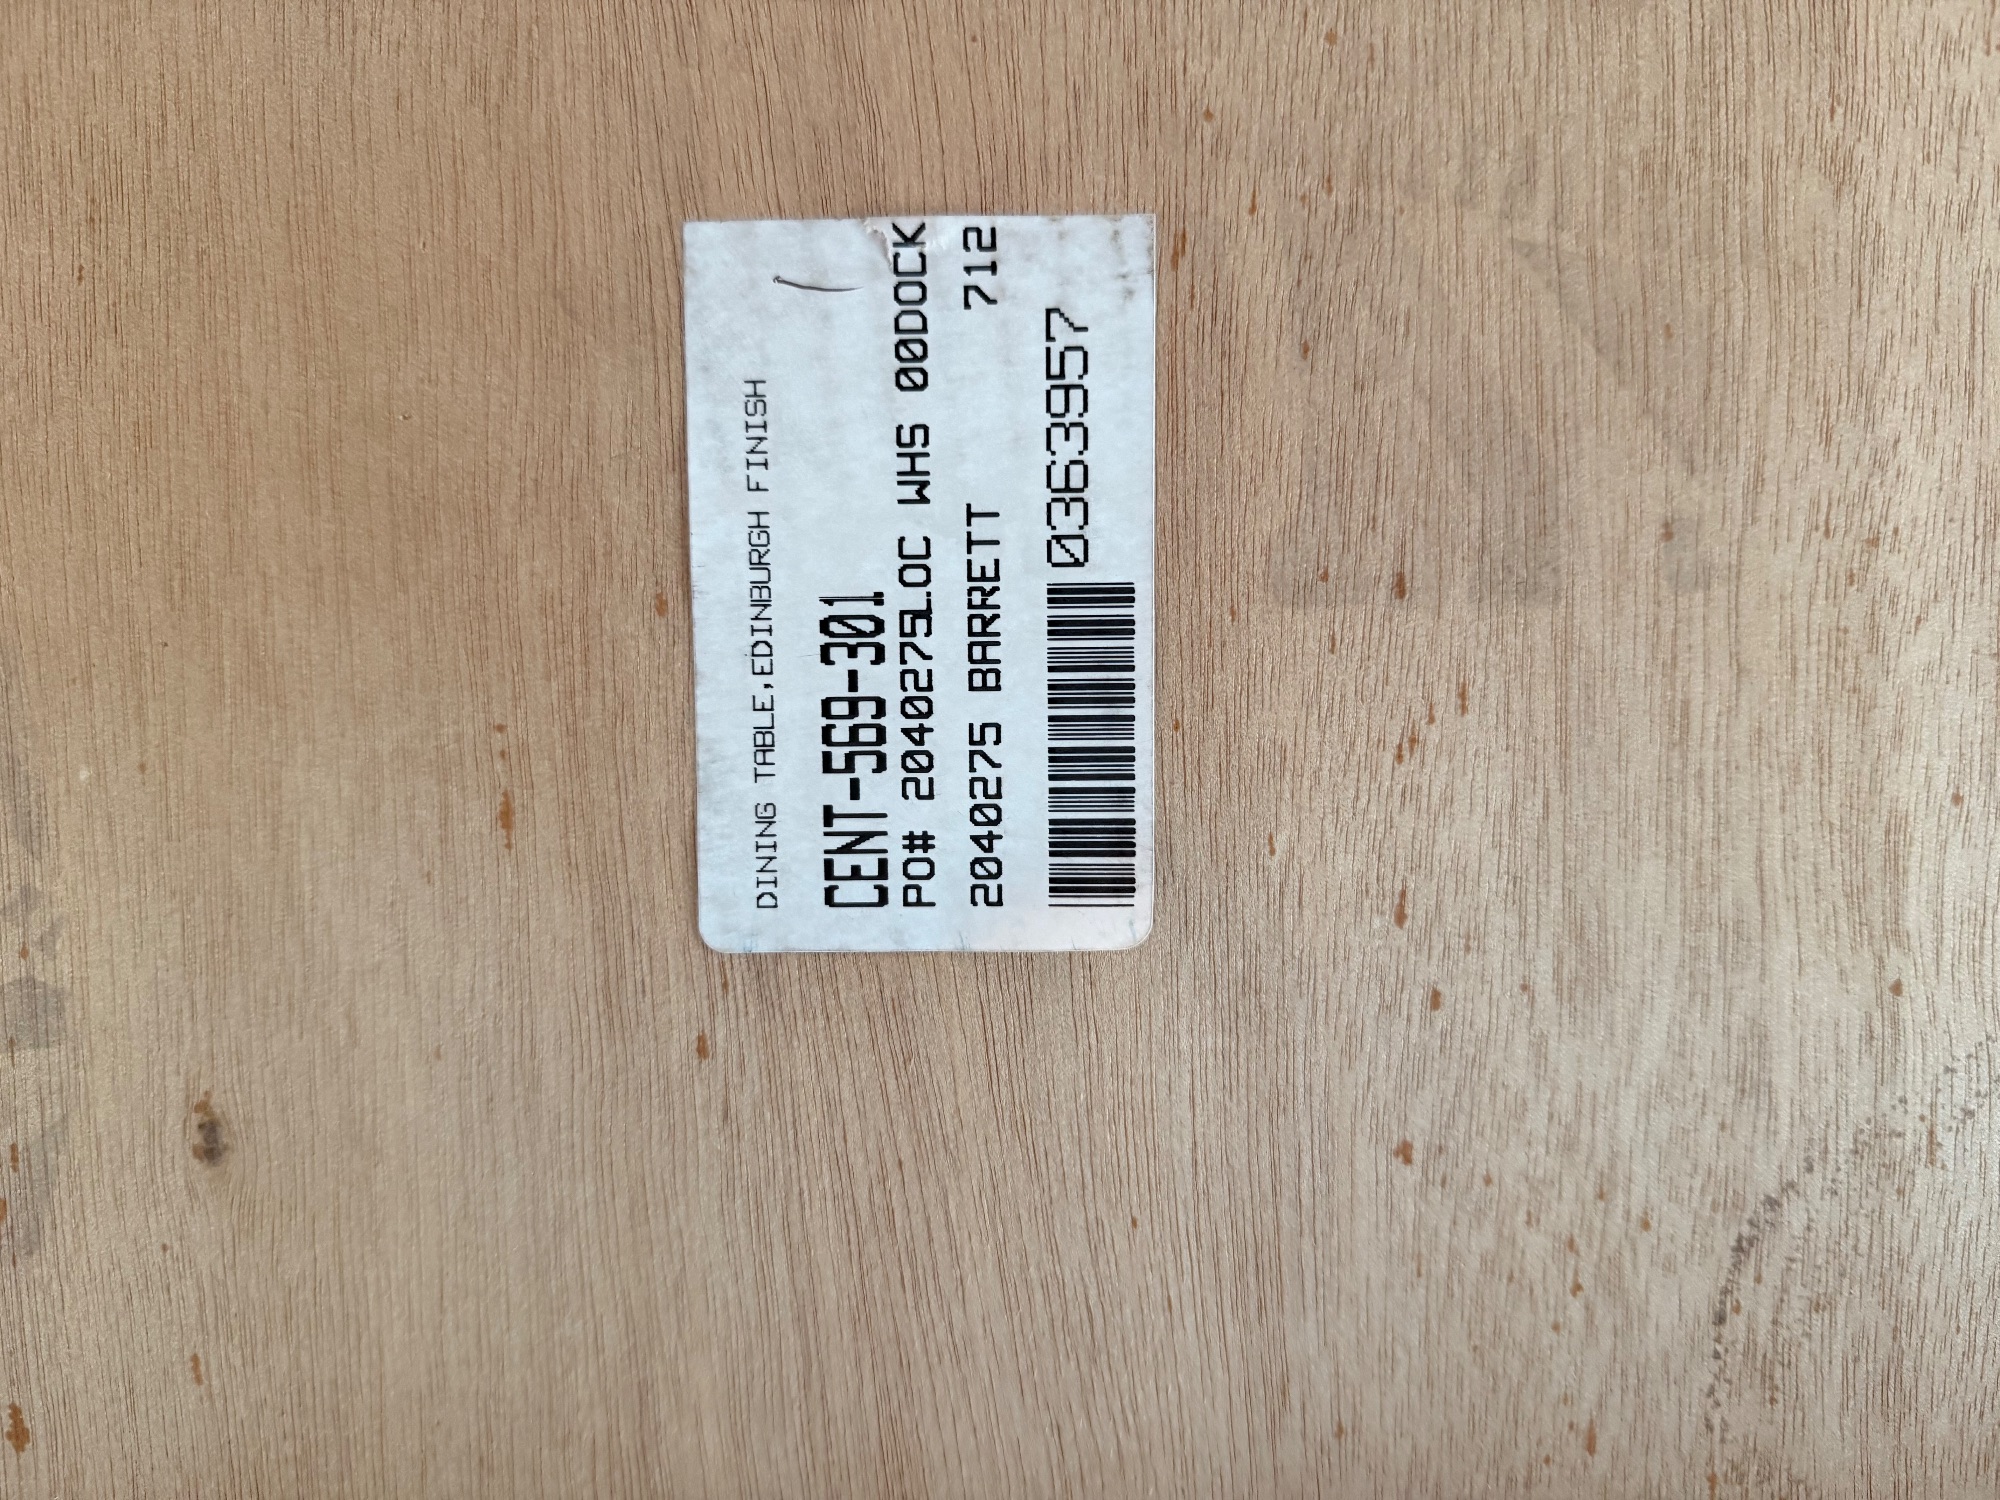 DINING TABLE,EDINBURGH FINISH
CENT-569-301
PO# 2040275LOC WHS 00DOCK
2040275 BARRETT 712
0363957